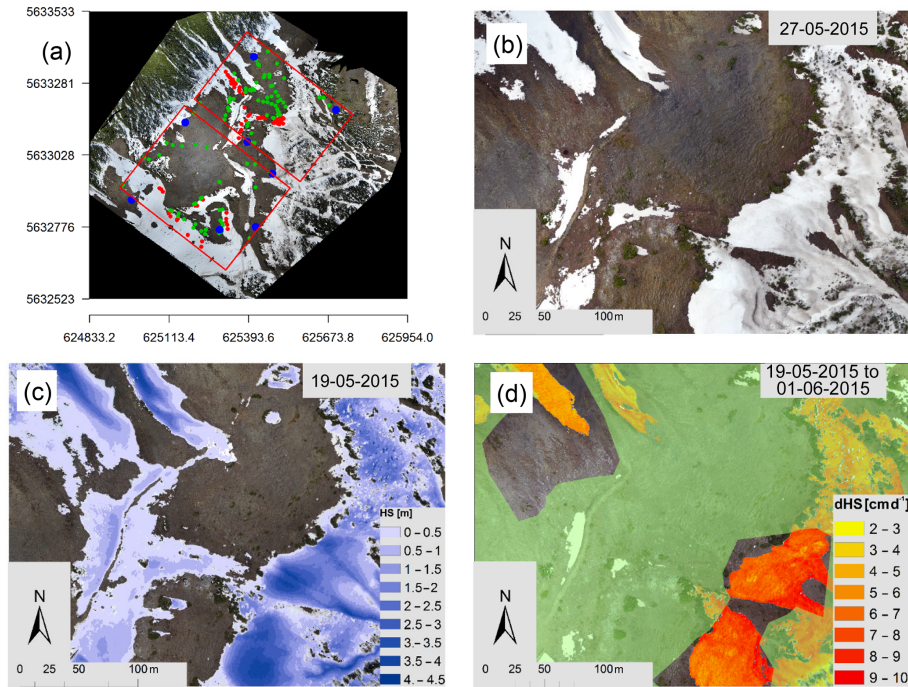 5633533
5633281
5633028
5632776
5632523
(a)
624833.2 625113.4 625393.6 625673.8 625954.0
(b)
27-05-2015
N
0 25 50 100 m
(c)
19-05-2015
HS [m]
0 – 0.5
0.5 – 1
1 – 1.5
1.5–2
2 – 2.5
2.5 – 3
3 – 3.5
3.5 – 4
4. – 4.5
N
0 25 50 100 m
(d)
19-05-2015 to
01-06-2015
dHS [cm d⁻¹]
2 – 3
3 – 4
4 – 5
5 – 6
6 – 7
7 – 8
8 – 9
9 – 10
N
0 25 50 100 m